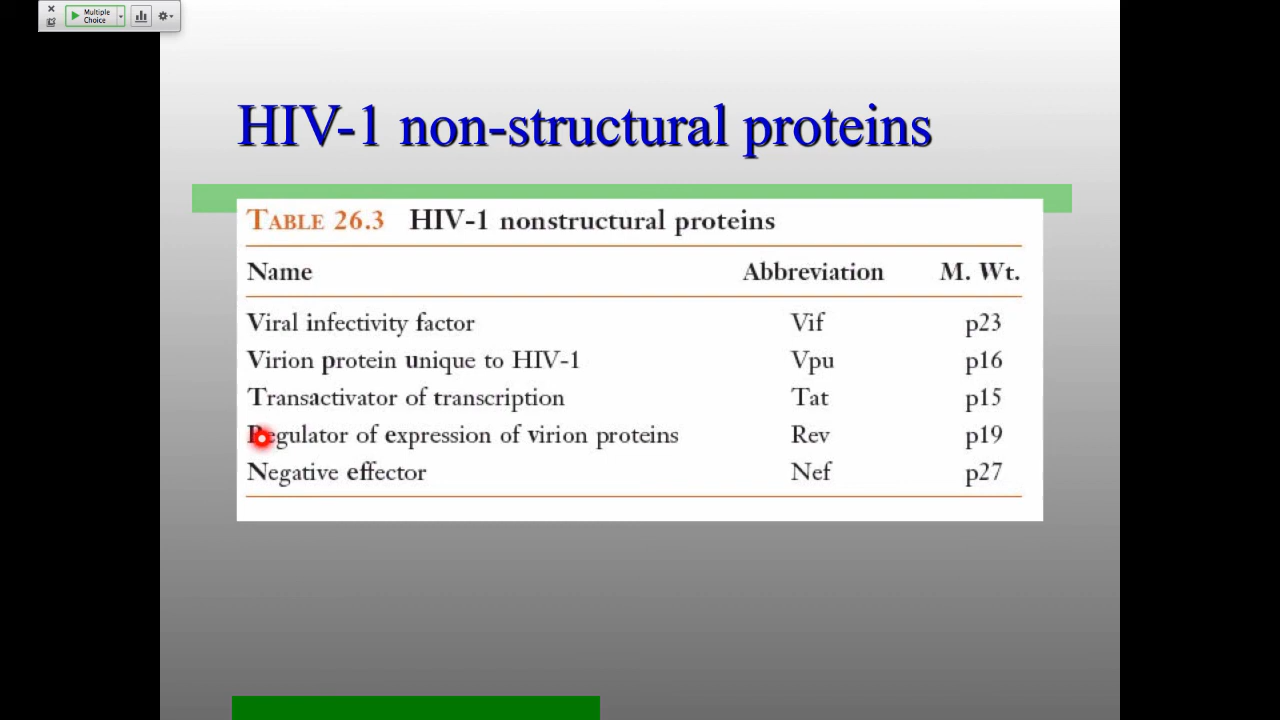 Multiple
Choice
HIV-1 non-structural proteins
TABLE 26.3 HIV-1 nonstructural proteins
Name Abbreviation M. Wt.
Viral infectivity factor Vif p23
Virion protein unique to HIV-1 Vpu p16
Transactivator of transcription Tat p15
Regulator of expression of virion proteins Rev p19
Negative effector Nef p27